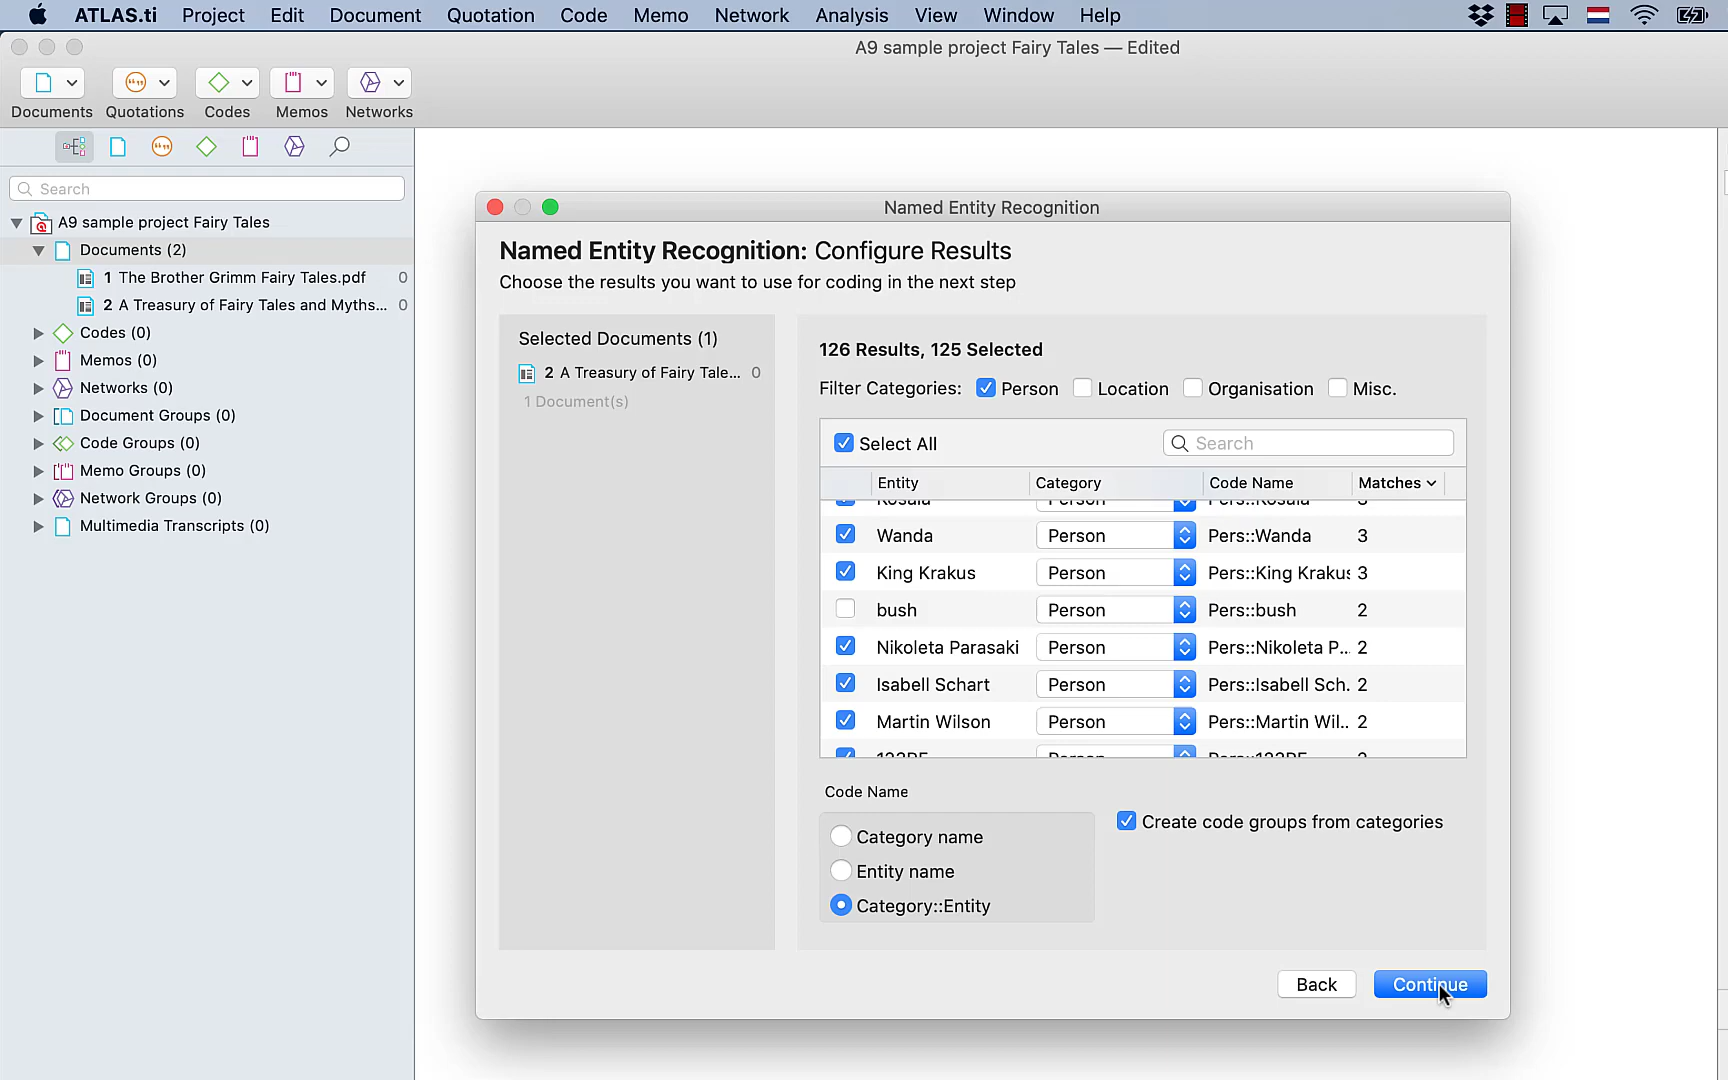 ATLAS.ti Project Edit Document Quotation Code Memo Network Analysis View Window Help
A9 sample project Fairy Tales — Edited
Documents Quotations Codes Memos Networks
Search
A9 sample project Fairy Tales
Documents (2)
1 The Brother Grimm Fairy Tales.pdf 0
2 A Treasury of Fairy Tales and Myths... 0
Codes (0)
Memos (0)
Networks (0)
Document Groups (0)
Code Groups (0)
Memo Groups (0)
Network Groups (0)
Multimedia Transcripts (0)
Named Entity Recognition
Named Entity Recognition: Configure Results
Choose the results you want to use for coding in the next step
Selected Documents (1)
2 A Treasury of Fairy Tale... 0
1 Document(s)
126 Results, 125 Selected
Filter Categories: Person Location Organisation Misc.
Select All Search
Entity Category Code Name Matches
Wanda Person Pers::Wanda 3
King Krakus Person Pers::King Krakus 3
bush Person Pers::bush 2
Nikoleta Parasaki Person Pers::Nikoleta P... 2
Isabell Schart Person Pers::Isabell Sch. 2
Martin Wilson Person Pers::Martin Wil... 2
Code Name
Category name
Entity name
Category::Entity
Create code groups from categories
Back Continue